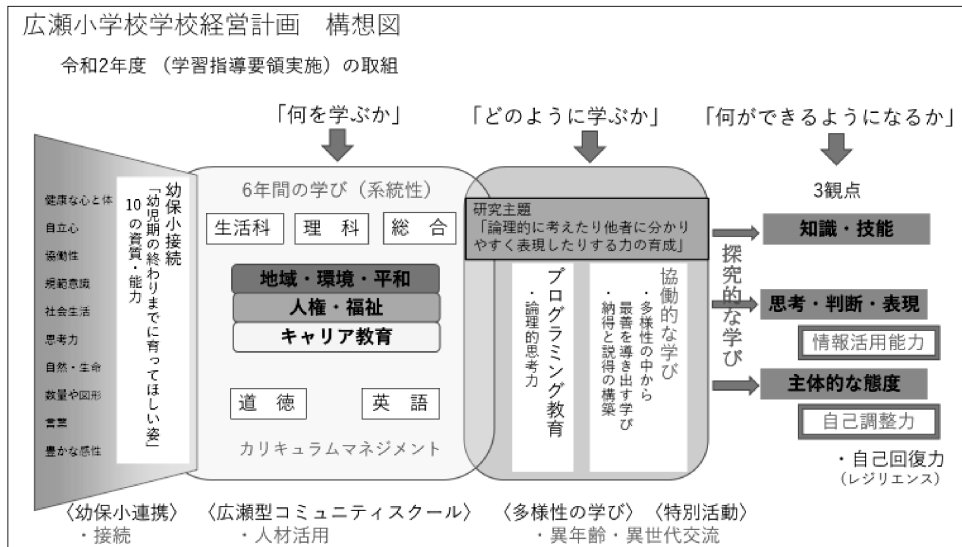 広瀬小学校学校経営計画　構想図
令和2年度　（学習指導要領実施）の取組
「何を学ぶか」
「どのように学ぶか」
「何ができるようになるか」
健康な心と体
自立心
協働性
規範意識
社会生活
思考力
自然・生命
数量や図形
言葉
豊かな感性
幼保小接続
「幼児期の終わりまでに育ってほしい姿」
10の資質・能力
6年間の学び（系統性）
生活科
理　科
総　合
地域・環境・平和
人権・福祉
キャリア教育
道　徳
英　語
カリキュラムマネジメント
研究主題
「論理的に考えたり他者に分かり
やすく表現したりする力の育成」
プログラミング教育
・論理的思考力
協働的な学び
・多様性の中から
最善を導き出す学び
・納得と説得の構築
探究的な学び
3観点
知識・技能
思考・判断・表現
情報活用能力
主体的な態度
自己調整力
・自己回復力
（レジリエンス）
〈幼保小連携〉
・接続
〈広瀬型コミュニティスクール〉
・人材活用
〈多様性の学び〉
〈特別活動〉
・異年齢・異世代交流